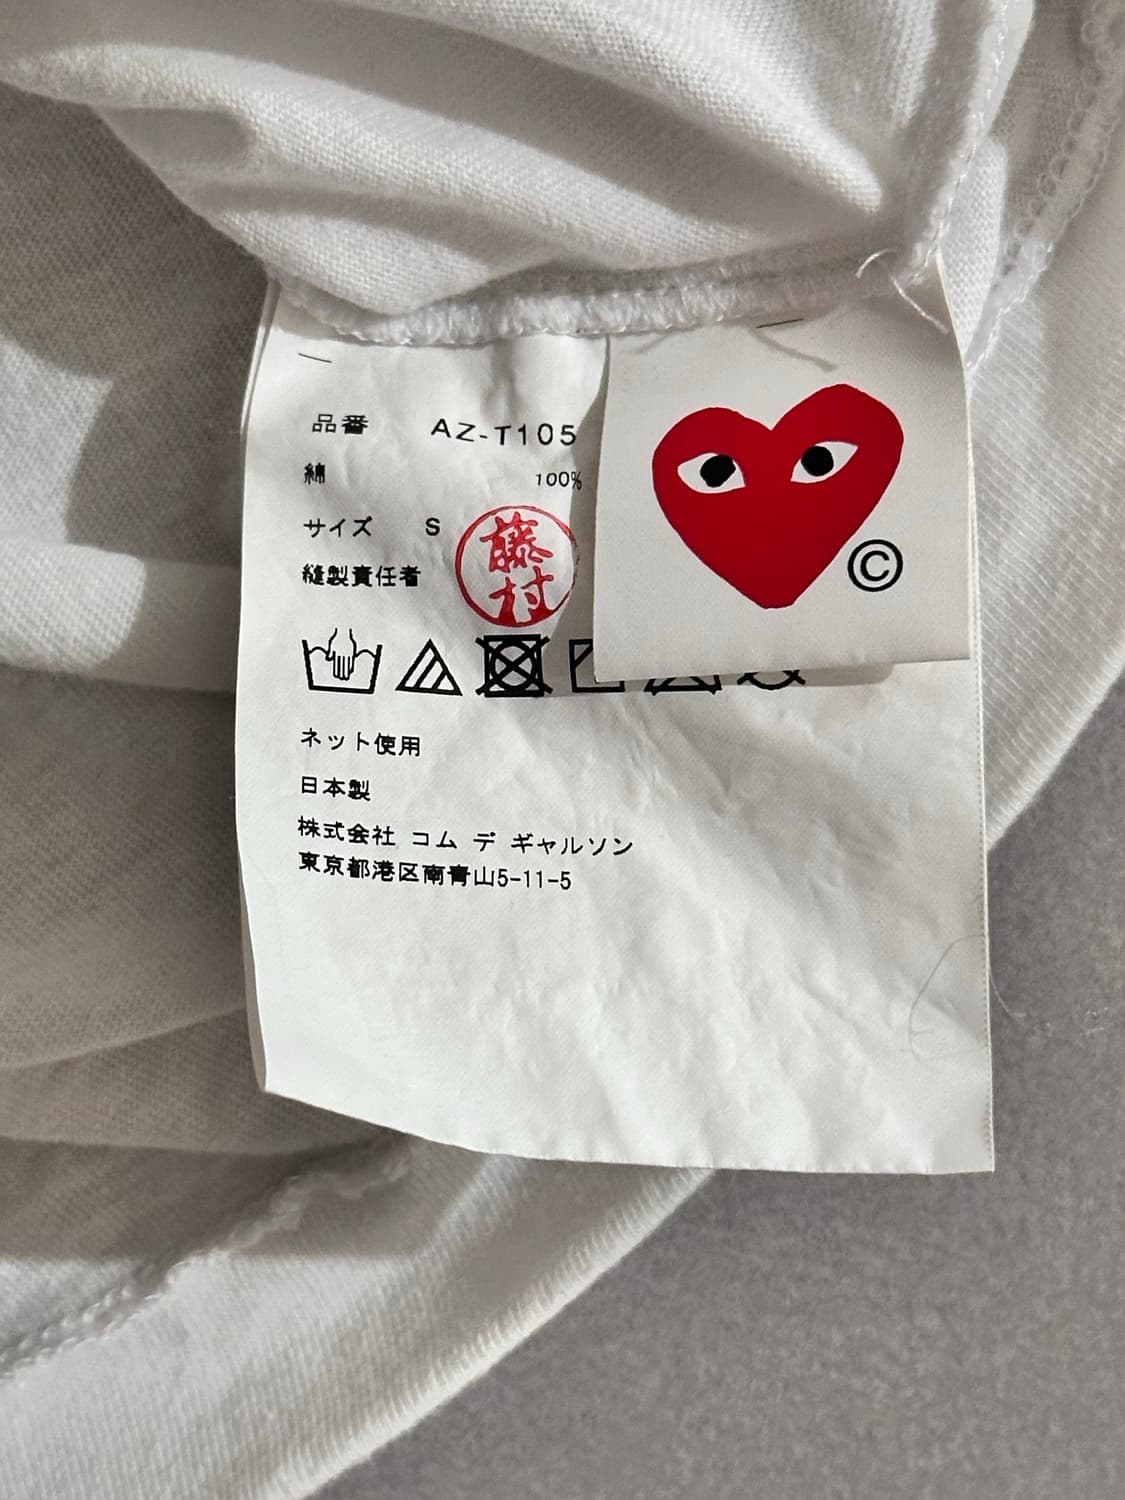 品番 AZ-T105
綿 100%
サイズ S
縫製責任者 藤村
©
ネット使用
日本製
株式会社 コム デ ギャルソン
東京都港区南青山5-11-5